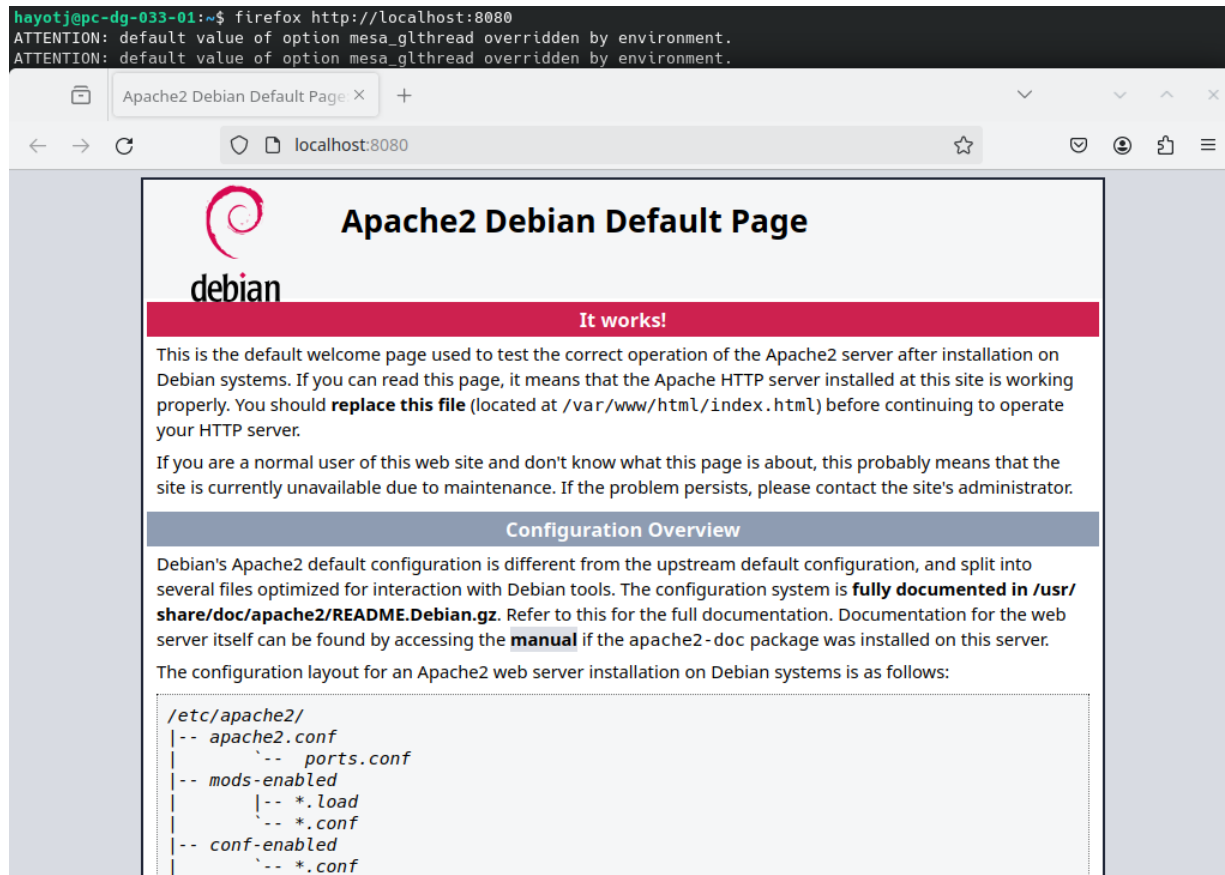 hayotj@pc-dg-033-01:~$ firefox http://localhost:8080
ATTENTION: default value of option mesa_glthread overridden by environment.
ATTENTION: default value of option mesa_glthread overridden by environment.
Apache2 Debian Default Page
localhost:8080
debian
Apache2 Debian Default Page
It works!
This is the default welcome page used to test the correct operation of the Apache2 server after installation on
Debian systems. If you can read this page, it means that the Apache HTTP server installed at this site is working
properly. You should replace this file (located at /var/www/html/index.html) before continuing to operate
your HTTP server.
If you are a normal user of this web site and don't know what this page is about, this probably means that the
site is currently unavailable due to maintenance. If the problem persists, please contact the site's administrator.
Configuration Overview
Debian's Apache2 default configuration is different from the upstream default configuration, and split into
several files optimized for interaction with Debian tools. The configuration system is fully documented in /usr/
share/doc/apache2/README.Debian.gz. Refer to this for the full documentation. Documentation for the web
server itself can be found by accessing the manual if the apache2-doc package was installed on this server.
The configuration layout for an Apache2 web server installation on Debian systems is as follows:
/etc/apache2/
|-- apache2.conf
|       `--  ports.conf
|-- mods-enabled
|       |-- *.load
|       `-- *.conf
|-- conf-enabled
|       `-- *.conf